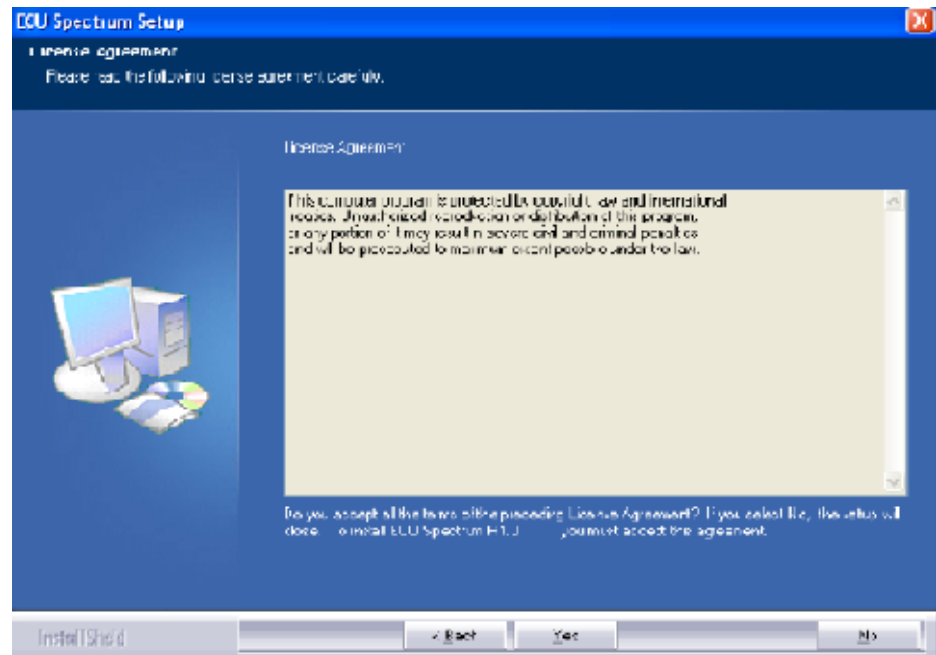 ECU Spectrum Setup
License Agreement
Please read the following license agreement carefully.
License Agreement
This computer program is protected by copyright law and international
treaties. Unauthorized reproduction or distribution of this program,
or any portion of it may result in severe civil and criminal penalties
and will be prosecuted to maximum extent possible under the law.
Do you accept all the terms of the preceding License Agreement? If you select No, the setup will
close. To install ECU Spectrum you must accept this agreement.
InstallShield
< Back
Yes
No